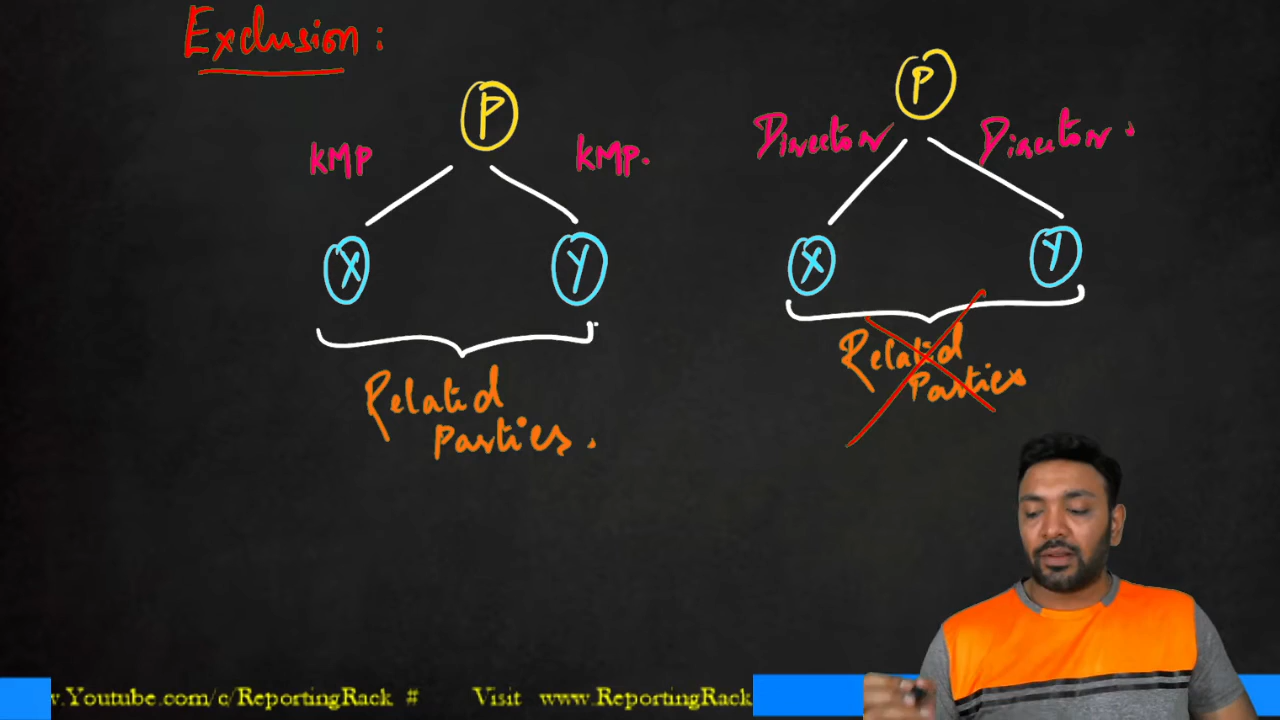 Exclusion:
P
KMP
KMP.
X
Y
Related
Parties.
P
Director
Director.
X
Y
Related
Parties
w.Youtube.com/c/ReportingRack # Visit www.ReportingRack